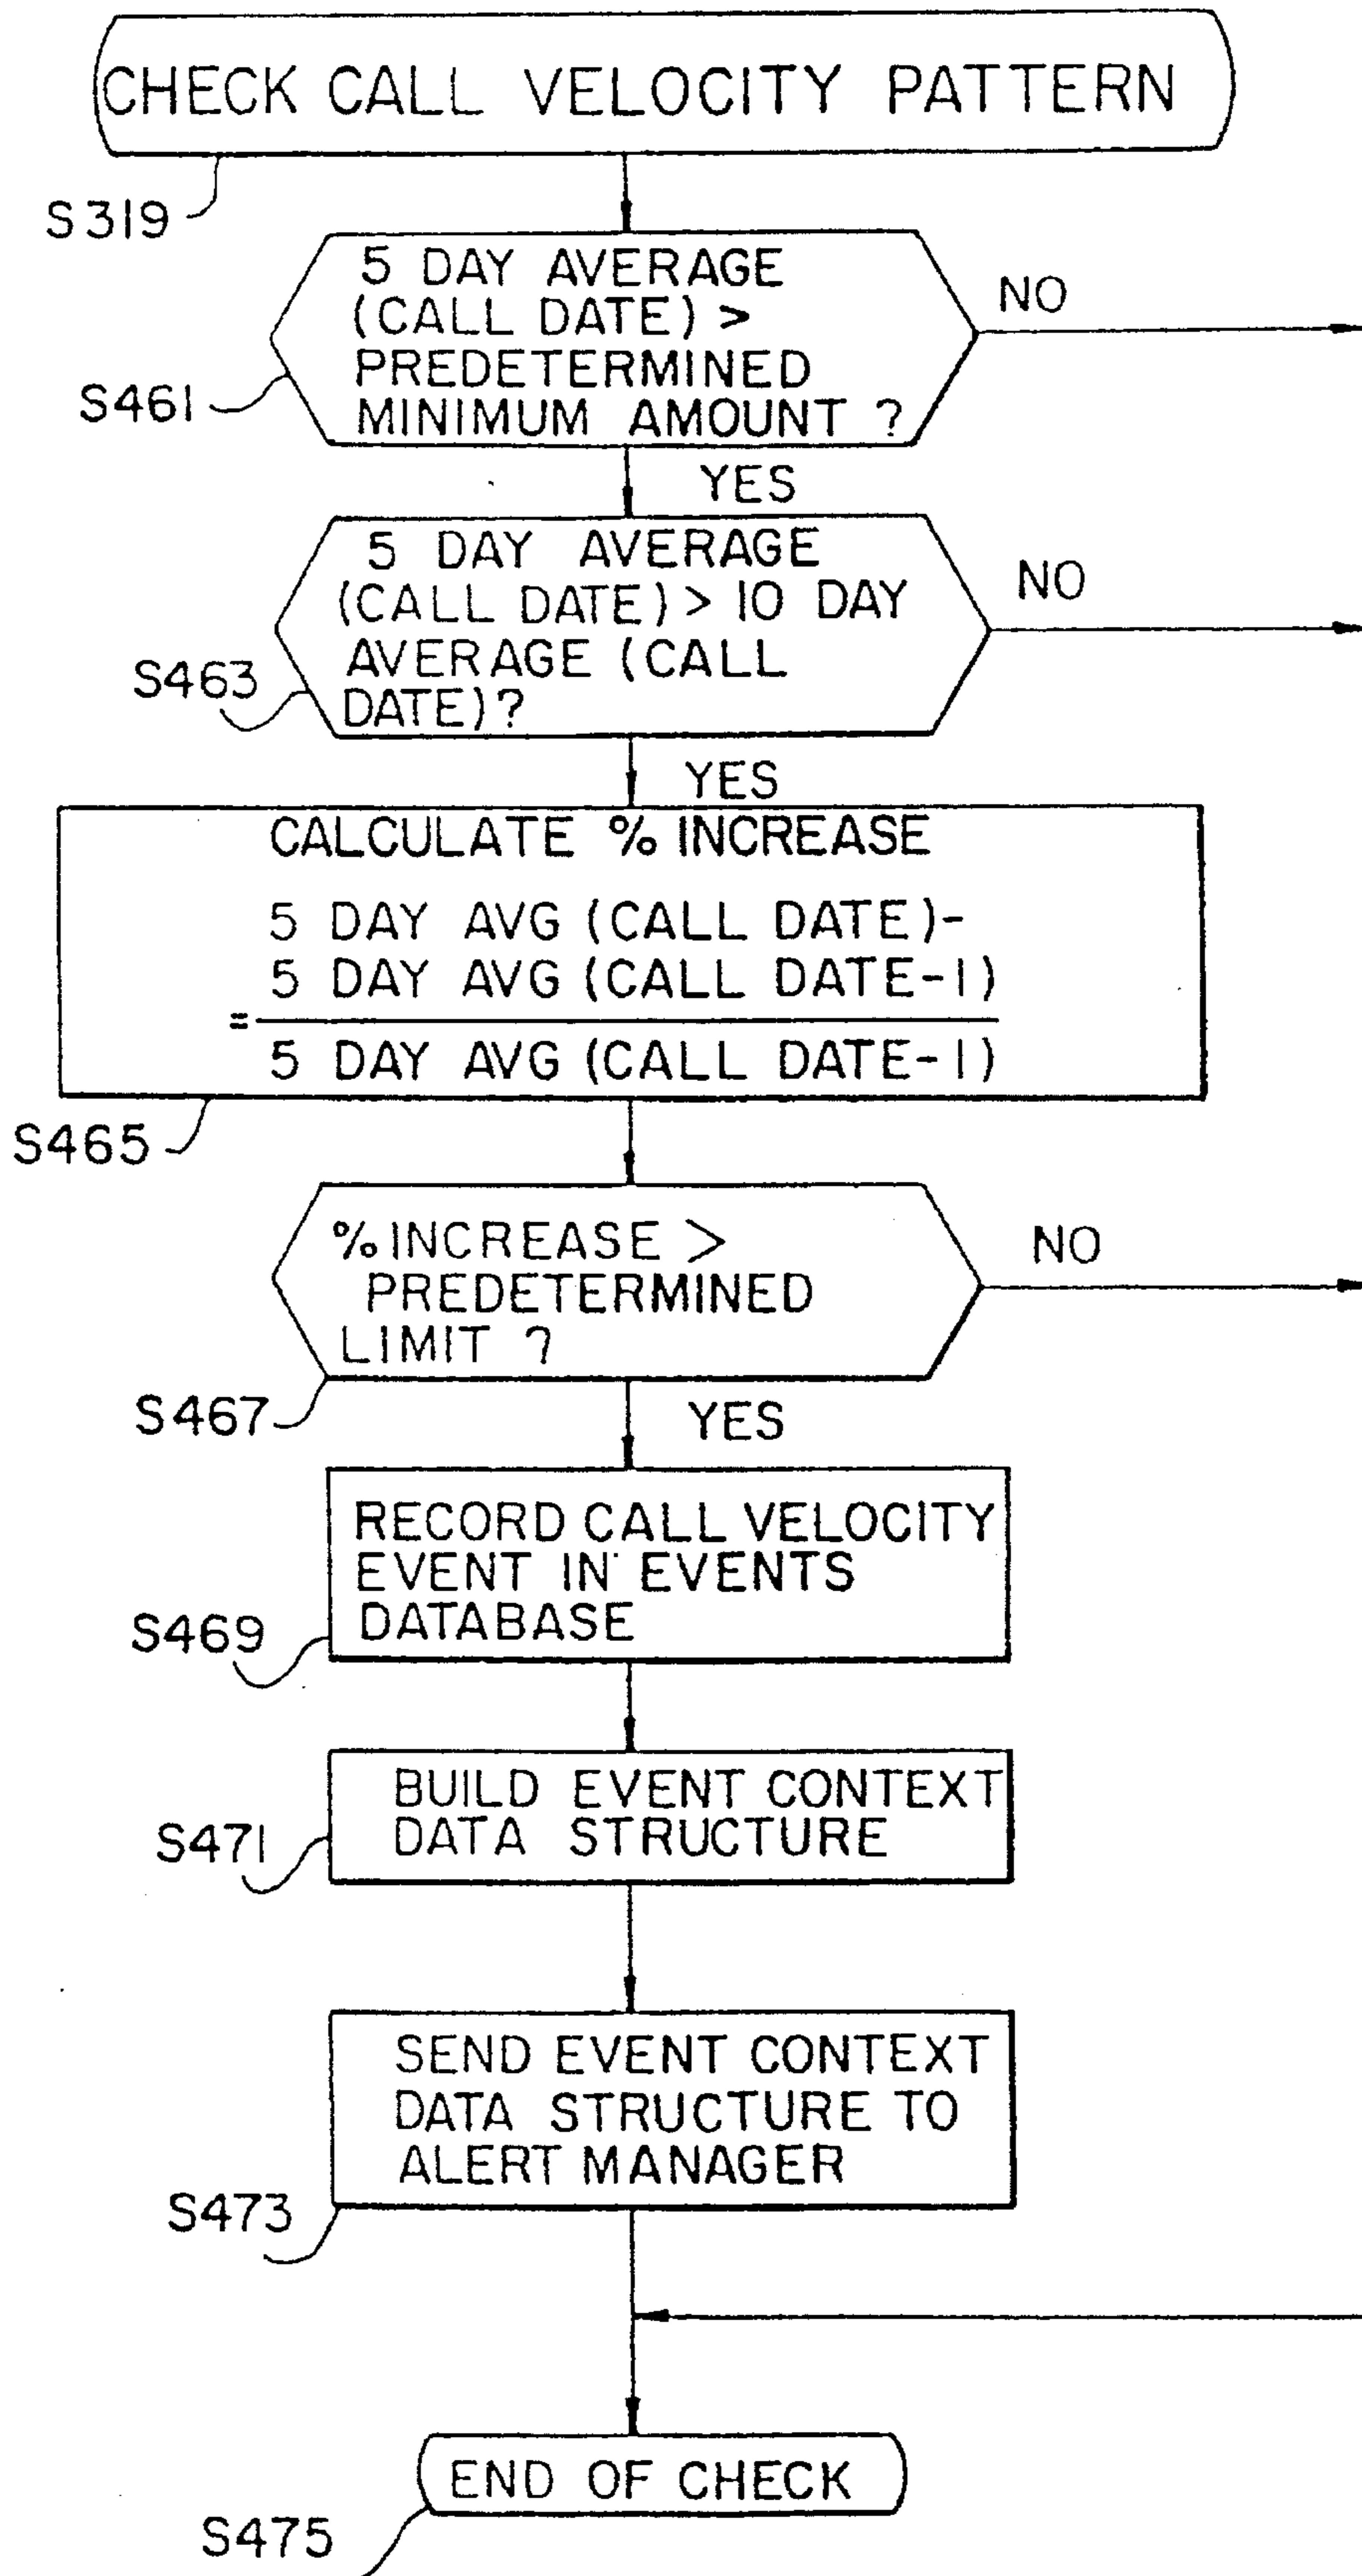 CHECK CALL VELOCITY PATTERN
S319
5 DAY AVERAGE
(CALL DATE) >
PREDETERMINED
MINIMUM AMOUNT ?
NO
S461
YES
5 DAY AVERAGE
(CALL DATE) > 10 DAY
AVERAGE (CALL
DATE)?
NO
S463
YES
CALCULATE % INCREASE
5 DAY AVG (CALL DATE)-
5 DAY AVG (CALL DATE-1)
=
5 DAY AVG (CALL DATE-1)
S465
% INCREASE >
PREDETERMINED
LIMIT ?
NO
S467
YES
RECORD CALL VELOCITY
EVENT IN EVENTS
DATABASE
S469
BUILD EVENT CONTEXT
DATA STRUCTURE
S471
SEND EVENT CONTEXT
DATA STRUCTURE TO
ALERT MANAGER
S473
END OF CHECK
S475